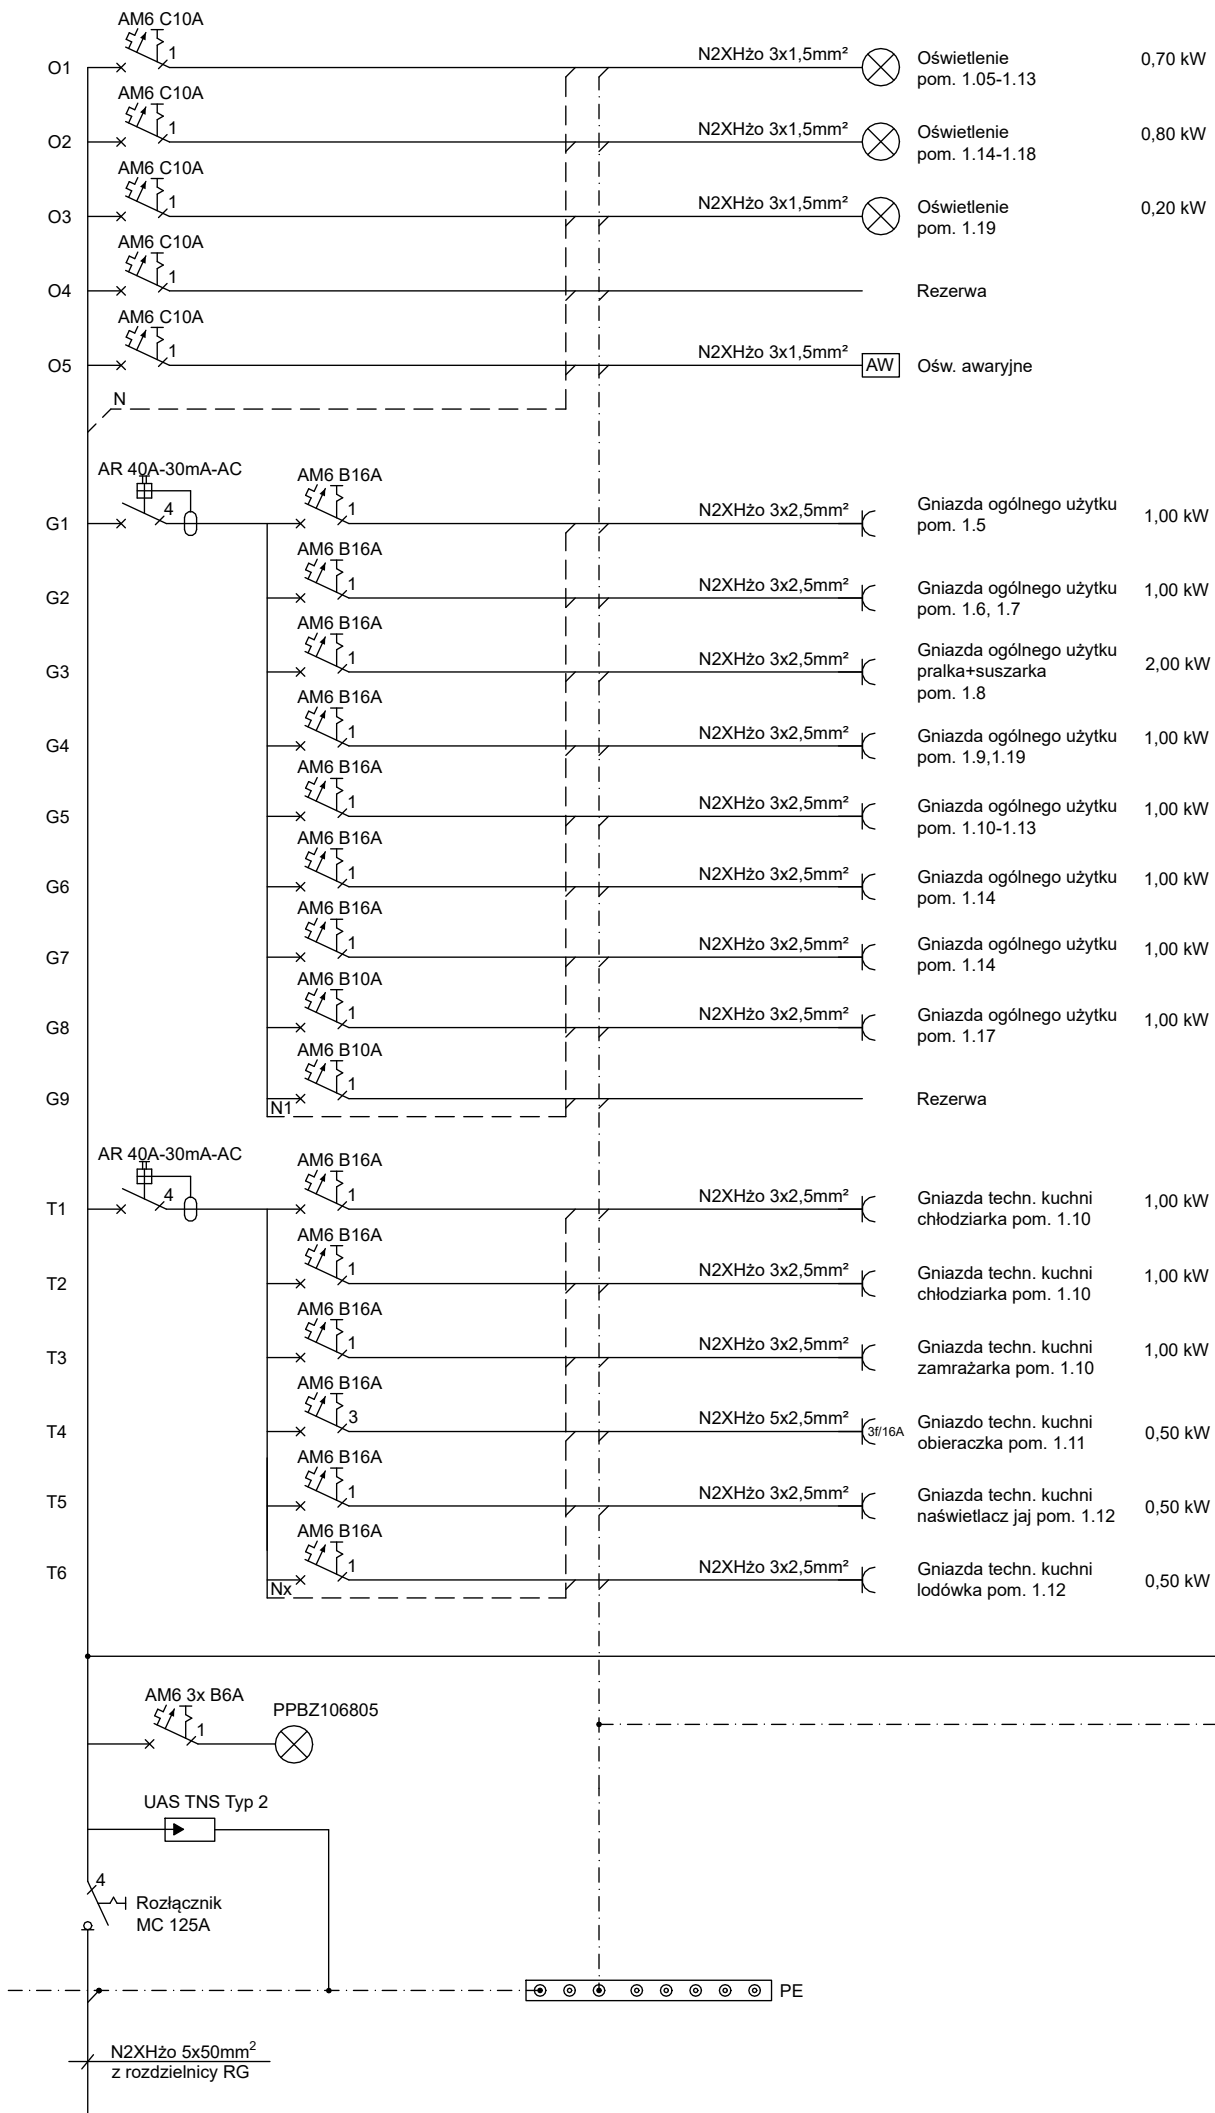 AM6 C10A
O1
1
N2XHżo 3x1,5mm²
Oświetlenie
pom. 1.05-1.13
0,70 kW
AM6 C10A
O2
1
N2XHżo 3x1,5mm²
Oświetlenie
pom. 1.14-1.18
0,80 kW
AM6 C10A
O3
1
N2XHżo 3x1,5mm²
Oświetlenie
pom. 1.19
0,20 kW
AM6 C10A
O4
1
Rezerwa
AM6 C10A
O5
1
N2XHżo 3x1,5mm²
AW
Ośw. awaryjne
N
AR 40A-30mA-AC
4
AM6 B16A
G1
1
N2XHżo 3x2,5mm²
Gniazda ogólnego użytku
pom. 1.5
1,00 kW
AM6 B16A
G2
1
N2XHżo 3x2,5mm²
Gniazda ogólnego użytku
pom. 1.6, 1.7
1,00 kW
AM6 B16A
G3
1
N2XHżo 3x2,5mm²
Gniazda ogólnego użytku
pralka+suszarka
pom. 1.8
2,00 kW
AM6 B16A
G4
1
N2XHżo 3x2,5mm²
Gniazda ogólnego użytku
pom. 1.9,1.19
1,00 kW
AM6 B16A
G5
1
N2XHżo 3x2,5mm²
Gniazda ogólnego użytku
pom. 1.10-1.13
1,00 kW
AM6 B16A
G6
1
N2XHżo 3x2,5mm²
Gniazda ogólnego użytku
pom. 1.14
1,00 kW
AM6 B16A
G7
1
N2XHżo 3x2,5mm²
Gniazda ogólnego użytku
pom. 1.14
1,00 kW
AM6 B10A
G8
1
N2XHżo 3x2,5mm²
Gniazda ogólnego użytku
pom. 1.17
1,00 kW
AM6 B10A
G9
1
Rezerwa
N1
AR 40A-30mA-AC
4
AM6 B16A
T1
1
N2XHżo 3x2,5mm²
Gniazda techn. kuchni
chłodziarka pom. 1.10
1,00 kW
AM6 B16A
T2
1
N2XHżo 3x2,5mm²
Gniazda techn. kuchni
chłodziarka pom. 1.10
1,00 kW
AM6 B16A
T3
1
N2XHżo 3x2,5mm²
Gniazda techn. kuchni
zamrażarka pom. 1.10
1,00 kW
AM6 B16A
T4
3
N2XHżo 5x2,5mm²
3f/16A
Gniazdo techn. kuchni
obieraczka pom. 1.11
0,50 kW
AM6 B16A
T5
1
N2XHżo 3x2,5mm²
Gniazda techn. kuchni
naświetlacz jaj pom. 1.12
0,50 kW
AM6 B16A
T6
1
N2XHżo 3x2,5mm²
Gniazda techn. kuchni
lodówka pom. 1.12
0,50 kW
Nx
AM6 3x B6A
1
PPBZ106805
UAS TNS Typ 2
4
Rozłącznik
MC 125A
PE
N2XHżo 5x50mm²
z rozdzielnicy RG